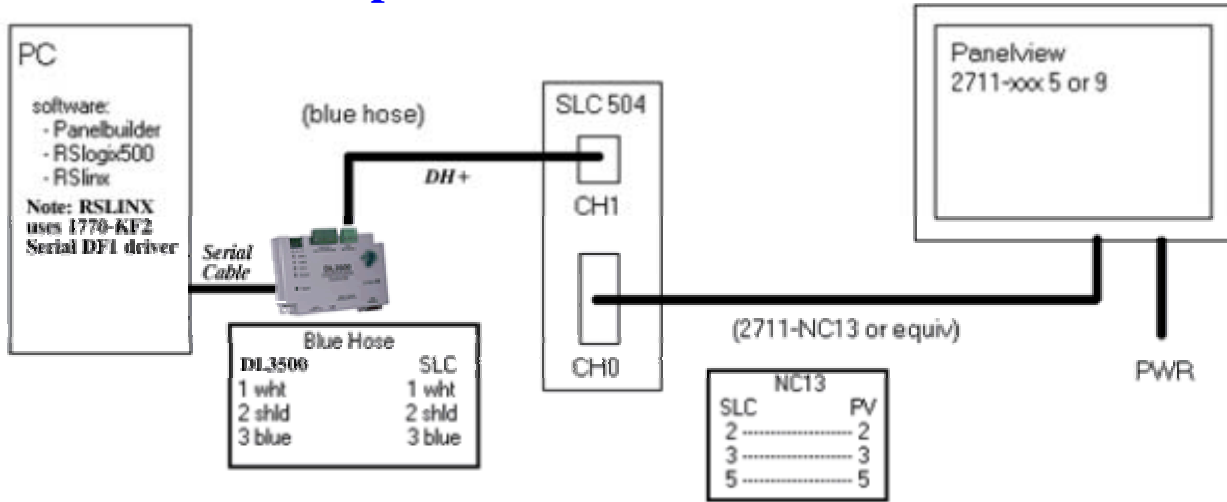 PC
software:
- Panelbuilder
- RSlogix500
- RSlinx
Note: RSLINX
uses 1770-KF2
Serial DF1 driver
Serial
Cable
(blue hose)
DH+
DL3500
Blue Hose
DL3500 SLC
1 wht 1 wht
2 shld 2 shld
3 blue 3 blue
SLC 504
CH1
CH0
(2711-NC13 or equiv)
NC13
SLC PV
2 ---------------------- 2
3 ---------------------- 3
5 ---------------------- 5
Panelview
2711-xxx 5 or 9
PWR